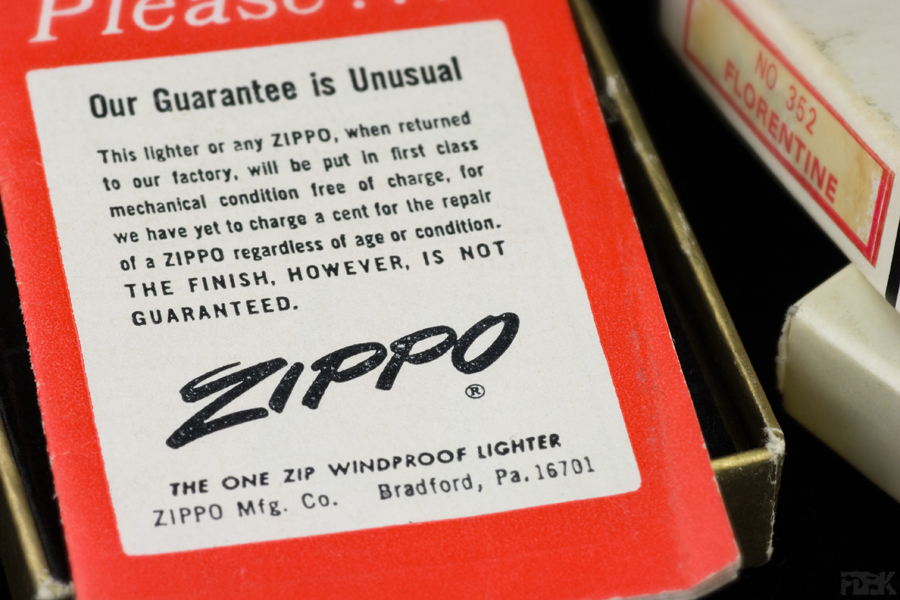 Please
Our Guarantee is Unusual
This lighter or any ZIPPO, when returned
to our factory, will be put in first class
mechanical condition free of charge, for
we have yet to charge a cent for the repair
of a ZIPPO regardless of age or condition.
THE FINISH, HOWEVER, IS NOT
GUARANTEED.
ZIPPO
®
THE ONE ZIP WINDPROOF LIGHTER
ZIPPO Mfg. Co. Bradford, Pa. 16701
NO 352
FLORENTINE